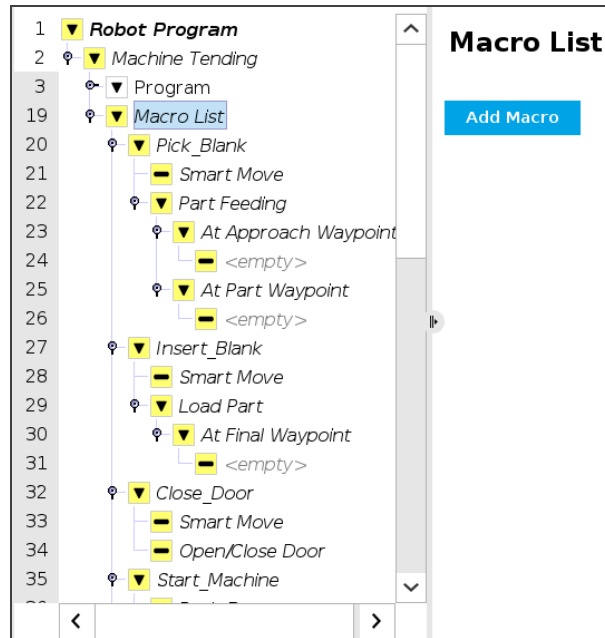 1 Robot Program
2 Machine Tending
3 Program
19 Macro List
20 Pick_Blank
21 Smart Move
22 Part Feeding
23 At Approach Waypoint
24 <empty>
25 At Part Waypoint
26 <empty>
27 Insert_Blank
28 Smart Move
29 Load Part
30 At Final Waypoint
31 <empty>
32 Close_Door
33 Smart Move
34 Open/Close Door
35 Start_Machine
Macro List
Add Macro